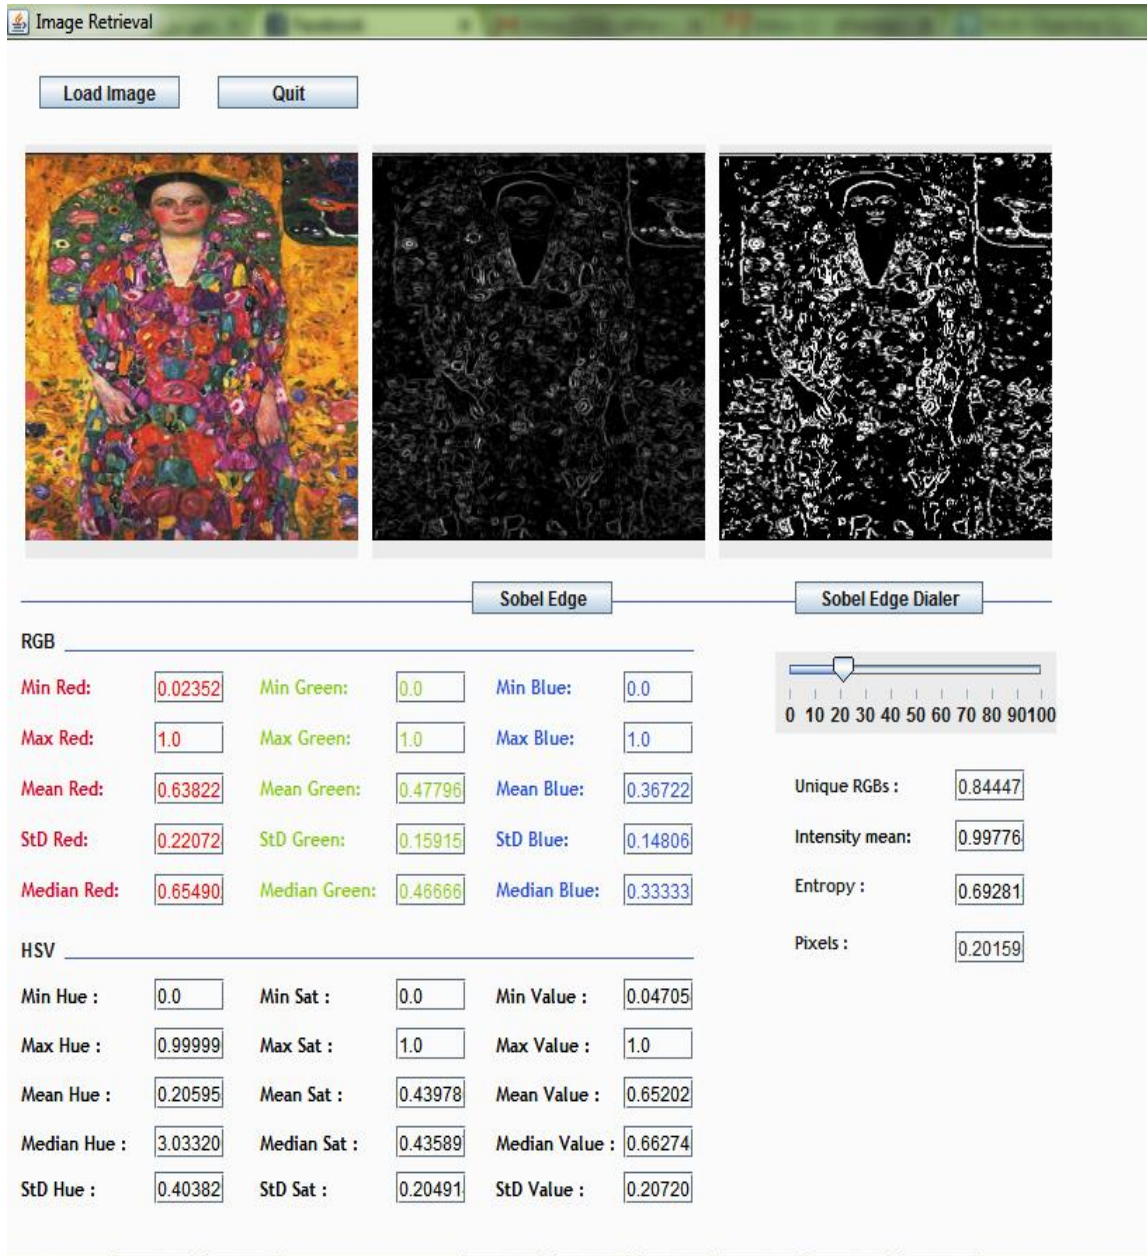 Image Retrieval
Load Image Quit
Sobel Edge Sobel Edge Dialer
RGB
Min Red: 0.02352 Min Green: 0.0 Min Blue: 0.0
Max Red: 1.0 Max Green: 1.0 Max Blue: 1.0
Mean Red: 0.63822 Mean Green: 0.47796 Mean Blue: 0.36722
StD Red: 0.22072 StD Green: 0.15915 StD Blue: 0.14806
Median Red: 0.65490 Median Green: 0.46666 Median Blue: 0.33333
0 10 20 30 40 50 60 70 80 90 100
Unique RGBs : 0.84447
Intensity mean: 0.99776
Entropy : 0.69281
Pixels : 0.20159
HSV
Min Hue : 0.0 Min Sat : 0.0 Min Value : 0.04705
Max Hue : 0.99999 Max Sat : 1.0 Max Value : 1.0
Mean Hue : 0.20595 Mean Sat : 0.43978 Mean Value : 0.65202
Median Hue : 3.03320 Median Sat : 0.43589 Median Value : 0.66274
StD Hue : 0.40382 StD Sat : 0.20491 StD Value : 0.20720